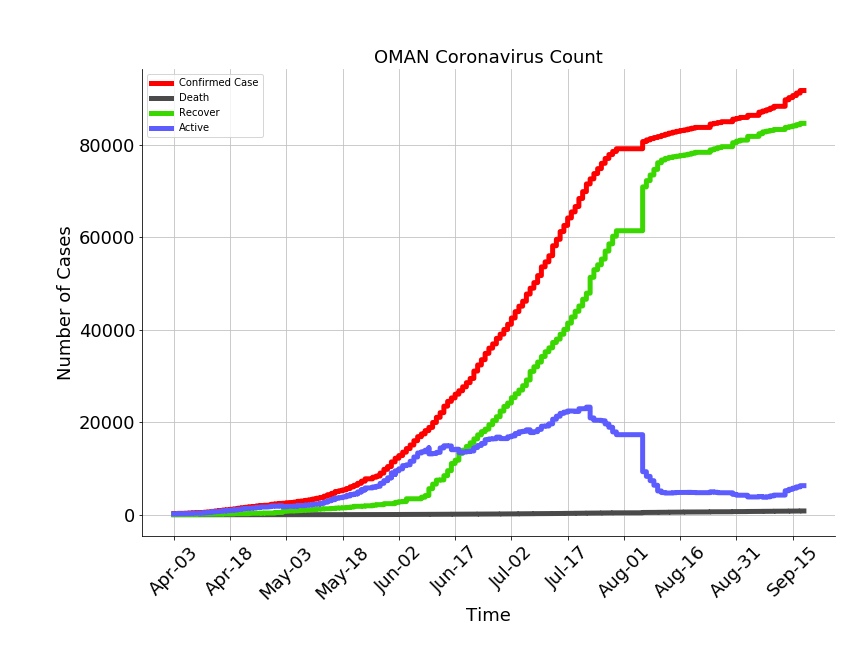 OMAN Coronavirus Count
Confirmed Case
Death
Recover
Active
Number of Cases
80000
60000
40000
20000
0
Apr-03
Apr-18
May-03
May-18
Jun-02
Jun-17
Jul-02
Jul-17
Aug-01
Aug-16
Aug-31
Sep-15
Time